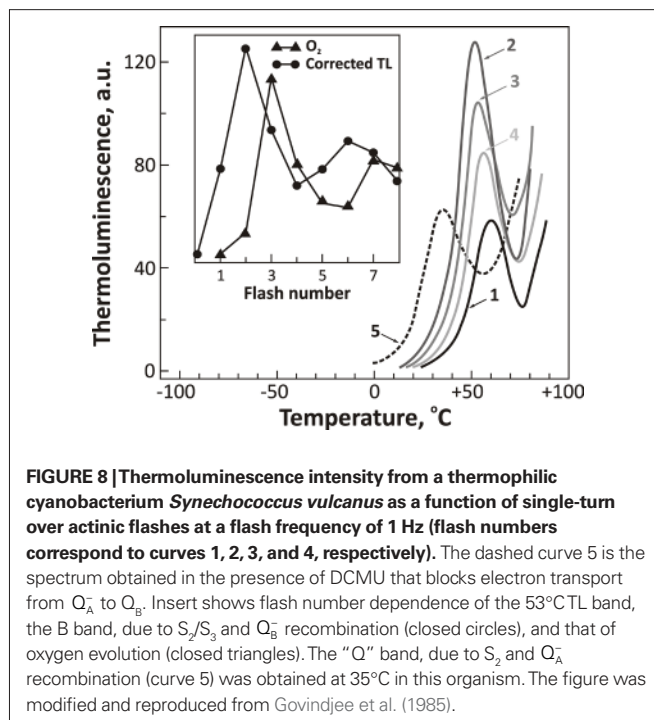 O₂
Corrected TL
1 3 5 7
Flash number
2
3
4
1
5
120
80
40
0
Thermoluminescence, a.u.
-100 -50 0 +50 +100
Temperature, °C
FIGURE 8 | Thermoluminescence intensity from a thermophilic
cyanobacterium Synechococcus vulcanus as a function of single-turn
over actinic flashes at a flash frequency of 1 Hz (flash numbers
correspond to curves 1, 2, 3, and 4, respectively). The dashed curve 5 is the
spectrum obtained in the presence of DCMU that blocks electron transport
from Q_A^- to Q_B. Insert shows flash number dependence of the 53°C TL band,
the B band, due to S₂/S₃ and Q_B^- recombination (closed circles), and that of
oxygen evolution (closed triangles). The “Q” band, due to S₂ and Q_A^-
recombination (curve 5) was obtained at 35°C in this organism. The figure was
modified and reproduced from Govindjee et al. (1985).